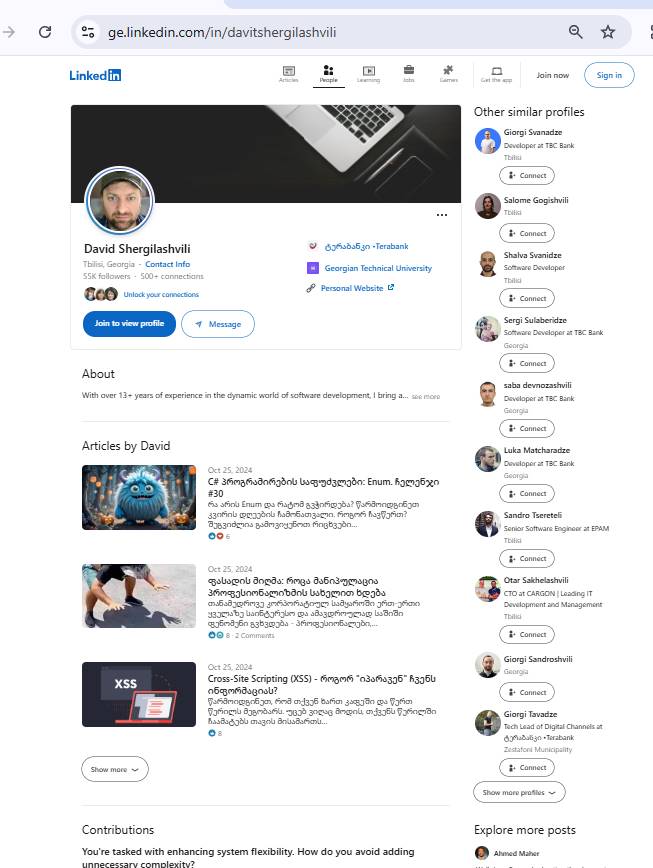 ge.linkedin.com/in/davitshergilashvili
Linkedin
Articles
People
Learning
Jobs
Games
Get the app
Join now
Sign in
David Shergilashvili
Tbilisi, Georgia · Contact Info
55K followers · 500+ connections
Unlock your connections
Join to view profile
Message
ტერაბანკი •Terabank
Georgian Technical University
Personal Website
About
With over 13+ years of experience in the dynamic world of software development, I bring a... see more
Articles by David
Oct 25, 2024
C# პროგრამირების საფუძვლები: Enum. ჩელენჯი
#30
რა არის Enum და რატომ გვჭირდება? წარმოიდგინეთ
კვირის დღეების ჩამონათვალი. როგორ ჩავწერთ?
შეგვიძლია გამოვიყენოთ რიცხვები...
6
Oct 25, 2024
ფასადის მიღმა: როცა მანიპულაცია
პროფესიონალიზმის სახელით ხდება
თანამედროვე კორპორატიულ სამყაროში ერთ-ერთი
ყველაზე საინტერესო და ამავდროულად საშიში
ფენომენი გვხვდება - პროფესიონალები,...
8 · 2 Comments
Oct 25, 2024
Cross-Site Scripting (XSS) - როგორ "იპარავენ" ჩვენს
ინფორმაციას?
წარმოიდგინეთ, რომ თქვენ ხართ კაფეში და წერთ
წერილს მეგობარს. უცებ ვიღაც მოდის, თქვენს წერილში
ჩაამატებს თავის მისამართს...
8
XSS
Show more
Contributions
You're tasked with enhancing system flexibility. How do you avoid adding
unnecessary complexity?
Other similar profiles
Giorgi Svanadze
Developer at TBC Bank
Tbilisi
Connect
Salome Gogishvili
Tbilisi
Connect
Shalva Svanidze
Software Developer
Tbilisi
Connect
Sergi Sulaberidze
Software Developer at TBC Bank
Georgia
Connect
saba devnozashvili
Developer at TBC Bank
Georgia
Connect
Luka Matcharadze
Developer at TBC Bank
Georgia
Connect
Sandro Tsereteli
Senior Software Engineer at EPAM
Tbilisi
Connect
Otar Sakhelashvili
CTO at CARGON | Leading IT
Development and Management
Tbilisi
Connect
Giorgi Sandroshvili
Georgia
Connect
Giorgi Tavadze
Tech Lead of Digital Channels at
ტერაბანკი •Terabank
Zestafoni Municipality
Connect
Show more profiles
Explore more posts
Ahmed Maher